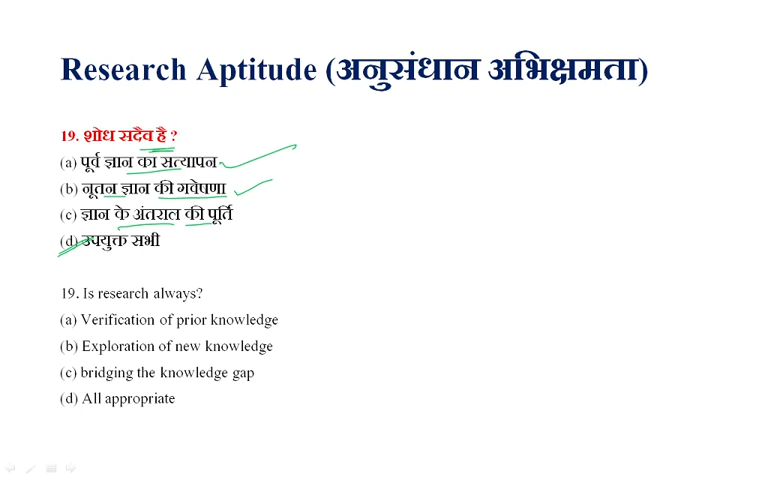 Research Aptitude (अनुसंधान अभिक्षमता)
19. शोध सदैव है ?
(a) पूर्व ज्ञान का सत्यापन
(b) नूतन ज्ञान की गवेषणा
(c) ज्ञान के अंतराल की पूर्ति
(d) उपयुक्त सभी
19. Is research always?
(a) Verification of prior knowledge
(b) Exploration of new knowledge
(c) bridging the knowledge gap
(d) All appropriate